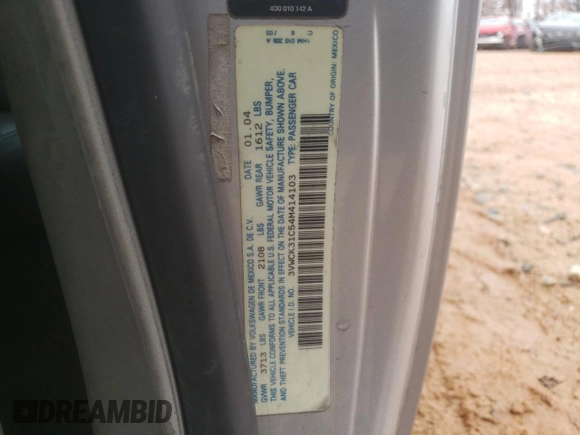 4D0 010 142 A
MANUFACTURED BY VOLKSWAGEN DE MEXICO S.A. DE C.V. DATE 01.04
GVWR 3713 LBS GAWR FRONT 2108 LBS GAWR REAR 1612 LBS
THIS VEHICLE CONFORMS TO ALL APPLICABLE U.S. FEDERAL MOTOR VEHICLE SAFETY, BUMPER,
AND THEFT PREVENTION STANDARDS IN EFFECT ON THE DATE OF MANUFACTURE SHOWN ABOVE.
VEHICLE I.D. NO. 3VWCK31C54M414103 TYPE: PASSENGER CAR
COUNTRY OF ORIGIN: MEXICO
DREAMBID